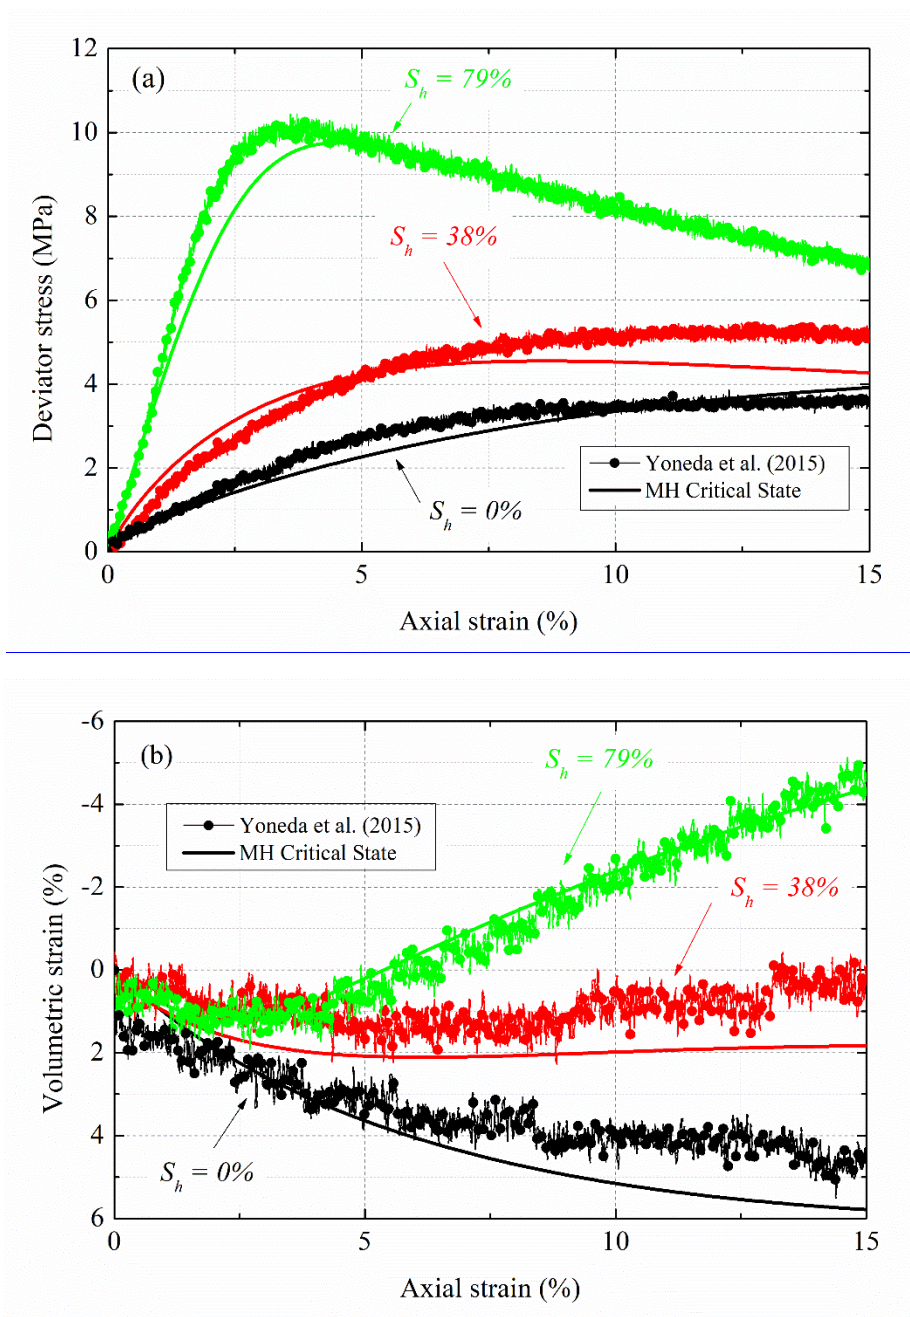 12
10
8
6
4
2
0
Deviator stress (MPa)
(a)
S_h = 79%
S_h = 38%
S_h = 0%
Yoneda et al. (2015)
MH Critical State
0 5 10 15
Axial strain (%)
-6
-4
-2
0
2
4
6
Volumetric strain (%)
(b)
S_h = 79%
Yoneda et al. (2015)
MH Critical State
S_h = 38%
S_h = 0%
0 5 10 15
Axial strain (%)